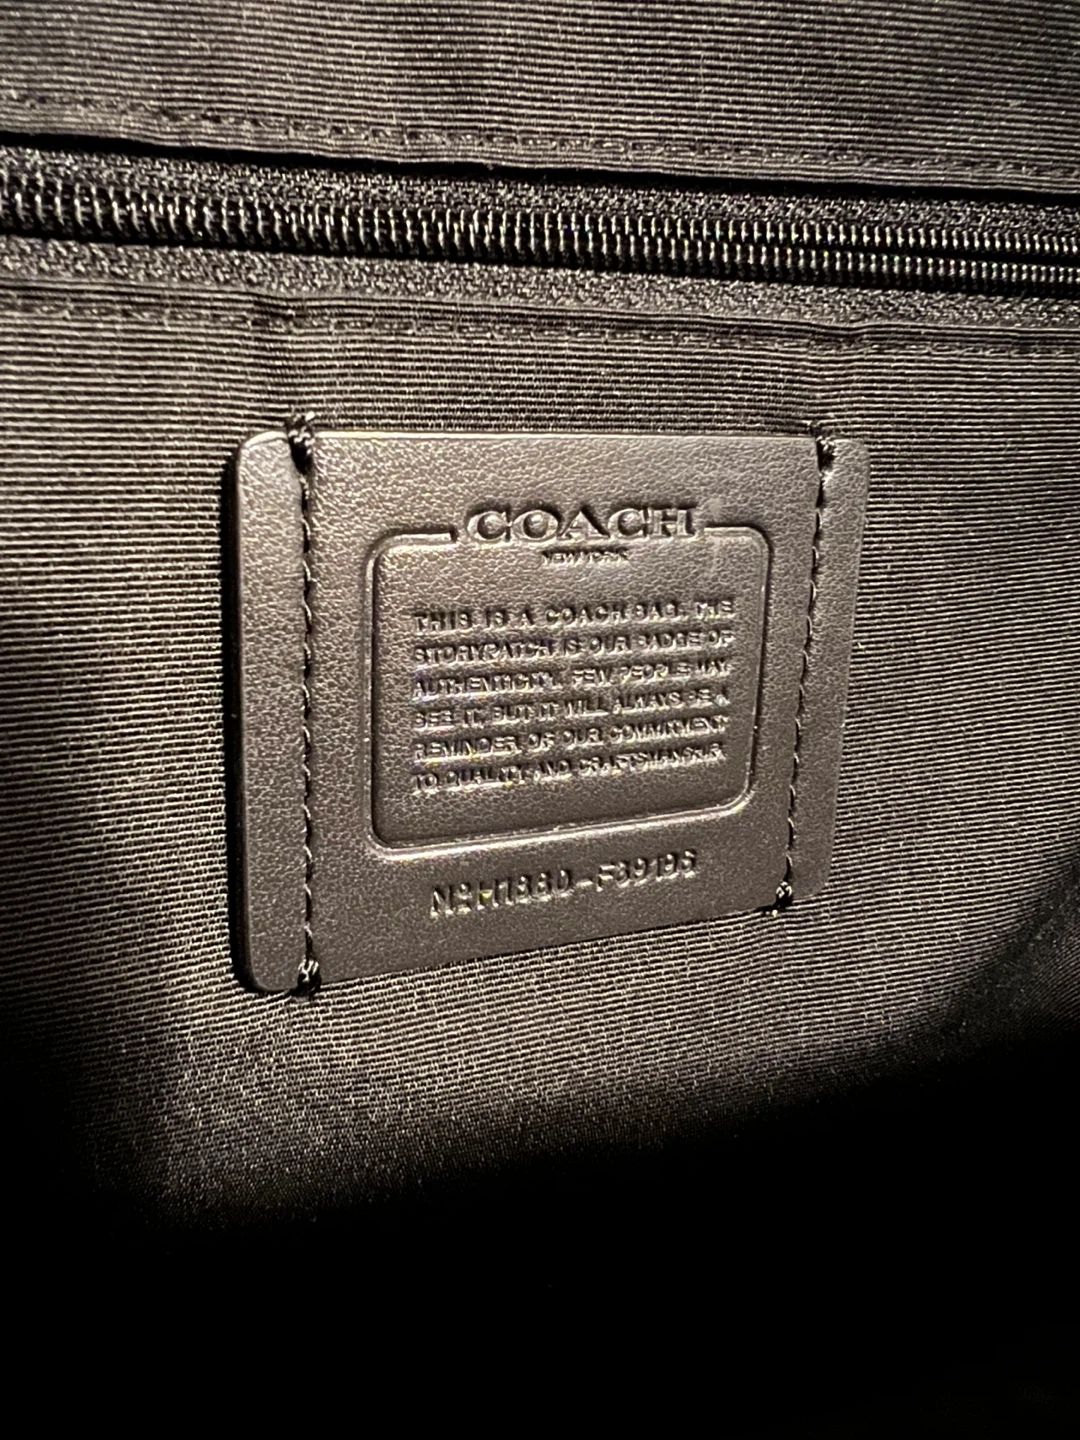 COACH
NEW YORK
THIS IS A COACH BAG. THE
STORYPATCH IS OUR BADGE OF
AUTHENTICITY. FEW PEOPLE MAY
SEE IT, BUT IT WILL ALWAYS BE A
REMINDER OF OUR COMMITMENT
TO QUALITY AND CRAFTSMANSHIP.